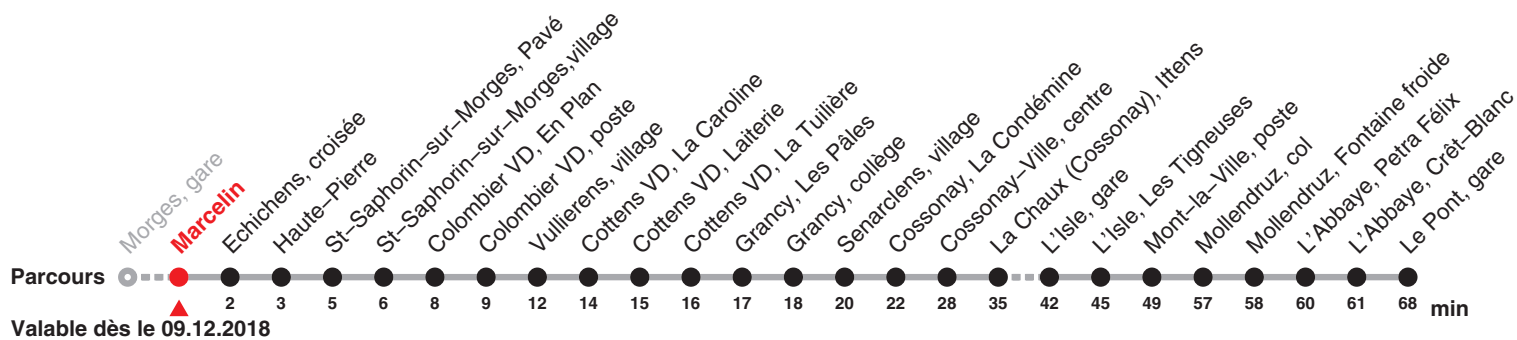 Morges, gare
Marcelin
Echichens, croisée
Haute–Pierre
St–Saphorin–sur–Morges, Pavé
St–Saphorin–sur–Morges,village
Colombier VD, En Plan
Colombier VD, poste
Vullierens, village
Cottens VD, La Caroline
Cottens VD, Laiterie
Cottens VD, La Tuilière
Grancy, Les Pâles
Grancy, collège
Senarclens, village
Cossonay, La Condémine
Cossonay–Ville, centre
La Chaux (Cossonay), Ittens
L'Isle, gare
L'Isle, Les Tigneuses
Mont–la–Ville, poste
Mollendruz, col
Mollendruz, Fontaine froide
L'Abbaye, Petra Félix
L'Abbaye, Crêt–Blanc
Le Pont, gare
Parcours
2 3 5 6 8 9 12 14 15 16 17 18 20 22 28 35 42 45 49 57 58 60 61 68 min
Valable dès le 09.12.2018